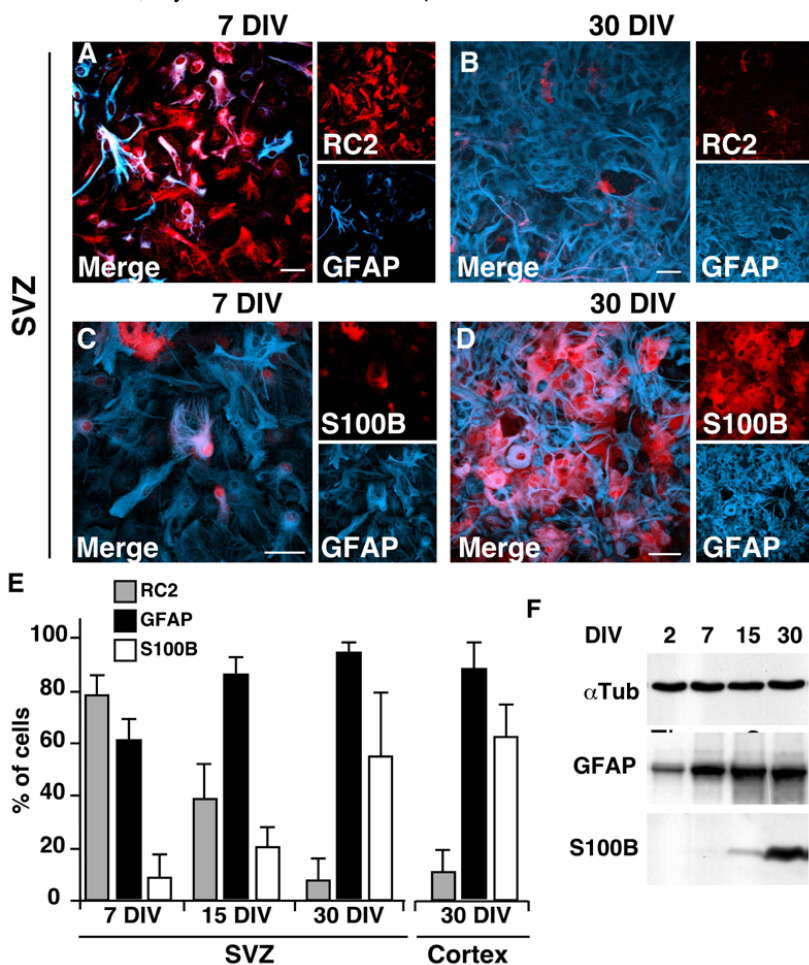 7 DIV
30 DIV
SVZ
A
RC2
Merge
GFAP
B
RC2
Merge
GFAP
7 DIV
30 DIV
C
S100B
Merge
GFAP
D
S100B
Merge
GFAP
E
RC2
GFAP
S100B
% of cells
100
80
60
40
20
0
7 DIV 15 DIV 30 DIV 30 DIV
SVZ Cortex
F
DIV 2 7 15 30
αTub
GFAP
S100B